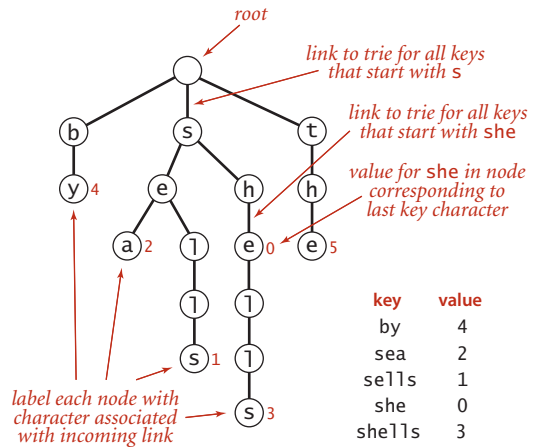 root
link to trie for all keys
that start with s
b
s
t
link to trie for all keys
that start with she
y 4
e
h
h
value for she in node
corresponding to
last key character
a 2
l
e 0
e 5
l
l
key value
by 4
s 1
l
sea 2
sells 1
label each node with
character associated
with incoming link
s 3
she 0
shells 3